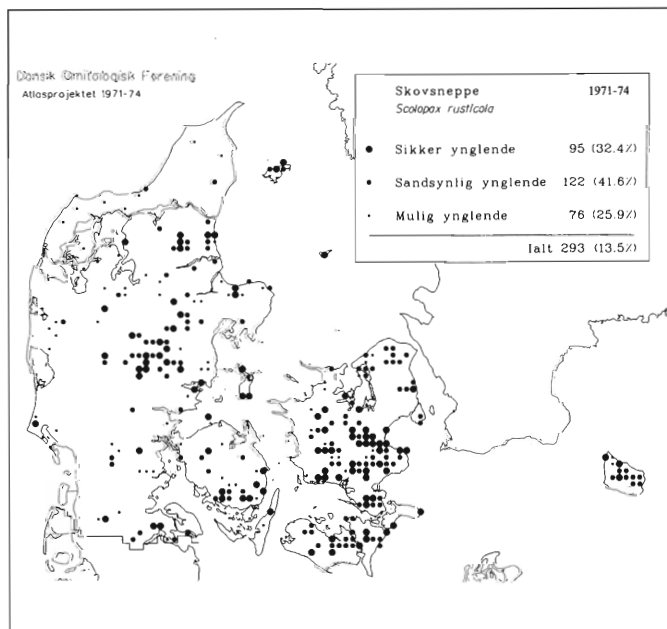 Dansk Ornitologisk Forening
Atlasprojektet 1971-74
Skovsneppe 1971-74
Scolopax rusticola
Sikker ynglende 95 (32.4%)
Sandsynlig ynglende 122 (41.6%)
Mulig ynglende 76 (25.9%)
Ialt 293 (13.5%)